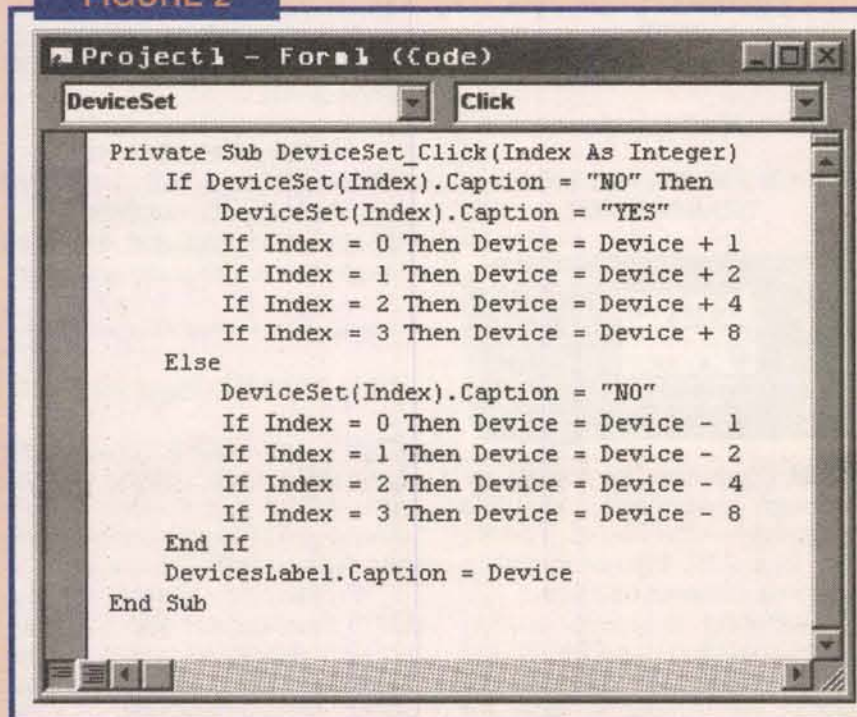 FIGURE 2
Project1 - Form1 (Code)
DeviceSet Click
Private Sub DeviceSet_Click(Index As Integer)
If DeviceSet(Index).Caption = "NO" Then
DeviceSet(Index).Caption = "YES"
If Index = 0 Then Device = Device + 1
If Index = 1 Then Device = Device + 2
If Index = 2 Then Device = Device + 4
If Index = 3 Then Device = Device + 8
Else
DeviceSet(Index).Caption = "NO"
If Index = 0 Then Device = Device - 1
If Index = 1 Then Device = Device - 2
If Index = 2 Then Device = Device - 4
If Index = 3 Then Device = Device - 8
End If
DevicesLabel.Caption = Device
End Sub